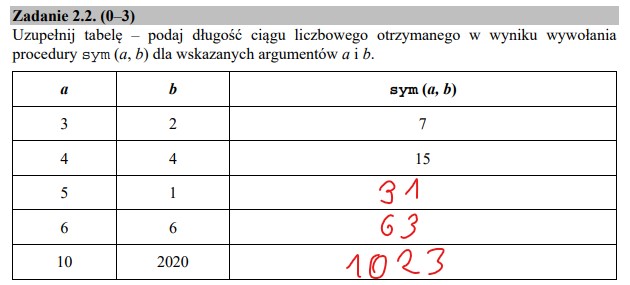 Zadanie 2.2. (0–3)
Uzupełnij tabelę – podaj długość ciągu liczbowego otrzymanego w wyniku wywołania
procedury sym (a, b) dla wskazanych argumentów a i b.
a b sym (a, b)
3 2 7
4 4 15
5 1 31
6 6 63
10 2020 1023